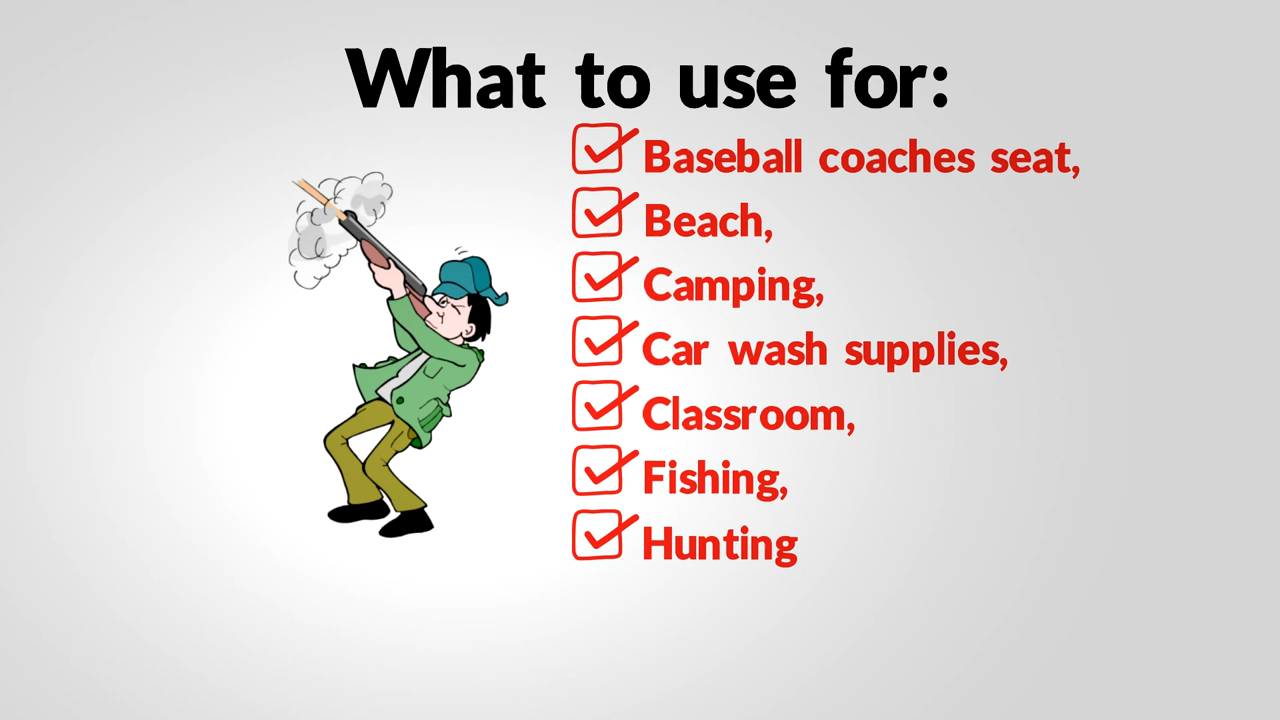 What to use for:
Baseball coaches seat,
Beach,
Camping,
Car wash supplies,
Classroom,
Fishing,
Hunting